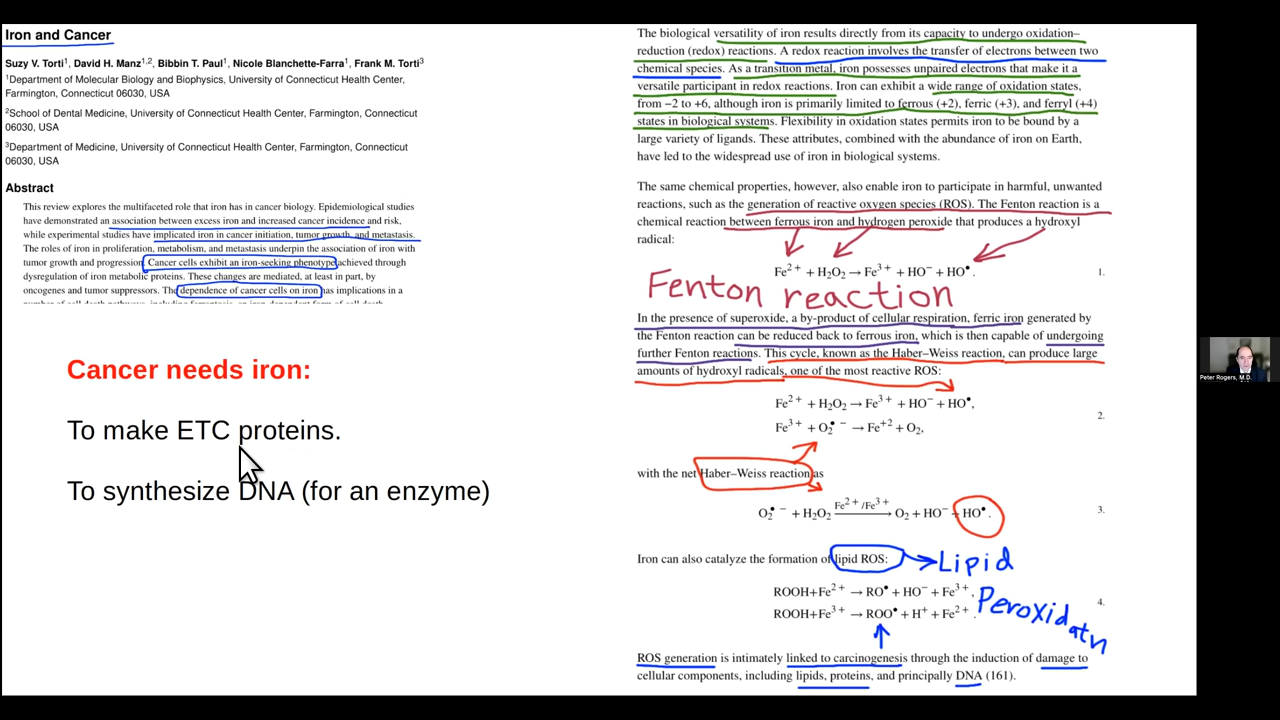 Iron and Cancer
Suzy V. Torti1, David H. Manz1,2, Bibbin T. Paul1, Nicole Blanchette-Farra1, Frank M. Torti3
1Department of Molecular Biology and Biophysics, University of Connecticut Health Center,
Farmington, Connecticut 06030, USA
2School of Dental Medicine, University of Connecticut Health Center, Farmington, Connecticut
06030, USA
3Department of Medicine, University of Connecticut Health Center, Farmington, Connecticut
06030, USA
Abstract
This review explores the multifaceted role that iron has in cancer biology. Epidemiological studies
have demonstrated an association between excess iron and increased cancer incidence and risk,
while experimental studies have implicated iron in cancer initiation, tumor growth, and metastasis.
The roles of iron in proliferation, metabolism, and metastasis underpin the association of iron with
tumor growth and progression. Cancer cells exhibit an iron-seeking phenotype achieved through
dysregulation of iron metabolic proteins. These changes are mediated, at least in part, by
oncogenes and tumor suppressors. The dependence of cancer cells on iron has implications in a
Cancer needs iron:
To make ETC proteins.
To synthesize DNA (for an enzyme)
The biological versatility of iron results directly from its capacity to undergo oxidation–
reduction (redox) reactions. A redox reaction involves the transfer of electrons between two
chemical species. As a transition metal, iron possesses unpaired electrons that make it a
versatile participant in redox reactions. Iron can exhibit a wide range of oxidation states,
from −2 to +6, although iron is primarily limited to ferrous (+2), ferric (+3), and ferryl (+4)
states in biological systems. Flexibility in oxidation states permits iron to be bound by a
large variety of ligands. These attributes, combined with the abundance of iron on Earth,
have led to the widespread use of iron in biological systems.
The same chemical properties, however, also enable iron to participate in harmful, unwanted
reactions, such as the generation of reactive oxygen species (ROS). The Fenton reaction is a
chemical reaction between ferrous iron and hydrogen peroxide that produces a hydroxyl
radical:
Fe2+ + H2O2 → Fe3+ + HO− + HO•. 1.
Fenton reaction
In the presence of superoxide, a by-product of cellular respiration, ferric iron generated by
the Fenton reaction can be reduced back to ferrous iron, which is then capable of undergoing
further Fenton reactions. This cycle, known as the Haber–Weiss reaction, can produce large
amounts of hydroxyl radicals, one of the most reactive ROS:
Fe2+ + H2O2 → Fe3+ + HO− + HO•,
2.
Fe3+ + O2• − → Fe+2 + O2,
with the net Haber–Weiss reaction as
Fe2+/Fe3+
O2• − + H2O2 → O2 + HO− + HO•. 3.
Iron can also catalyze the formation of lipid ROS: Lipid
ROOH+Fe2+ → RO• + HO− + Fe3+, Peroxidatn
4.
ROOH+Fe3+ → ROO• + H+ + Fe2+.
ROS generation is intimately linked to carcinogenesis through the induction of damage to
cellular components, including lipids, proteins, and principally DNA (161).
Peter Rogers, M.D.